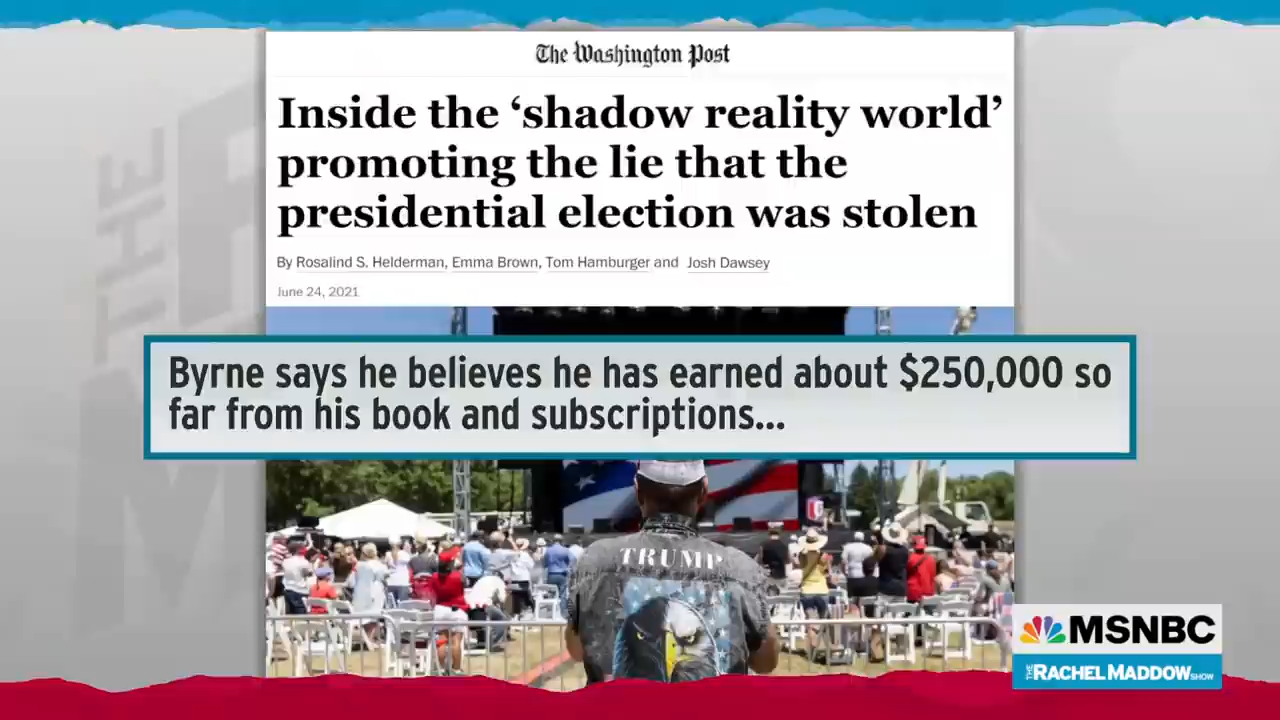 The Washington Post
Inside the ‘shadow reality world’
promoting the lie that the
presidential election was stolen
By Rosalind S. Helderman, Emma Brown, Tom Hamburger and Josh Dawsey
June 24, 2021
Byrne says he believes he has earned about $250,000 so
far from his book and subscriptions...
TRUMP
MSNBC
THE RACHEL MADDOW SHOW
THE